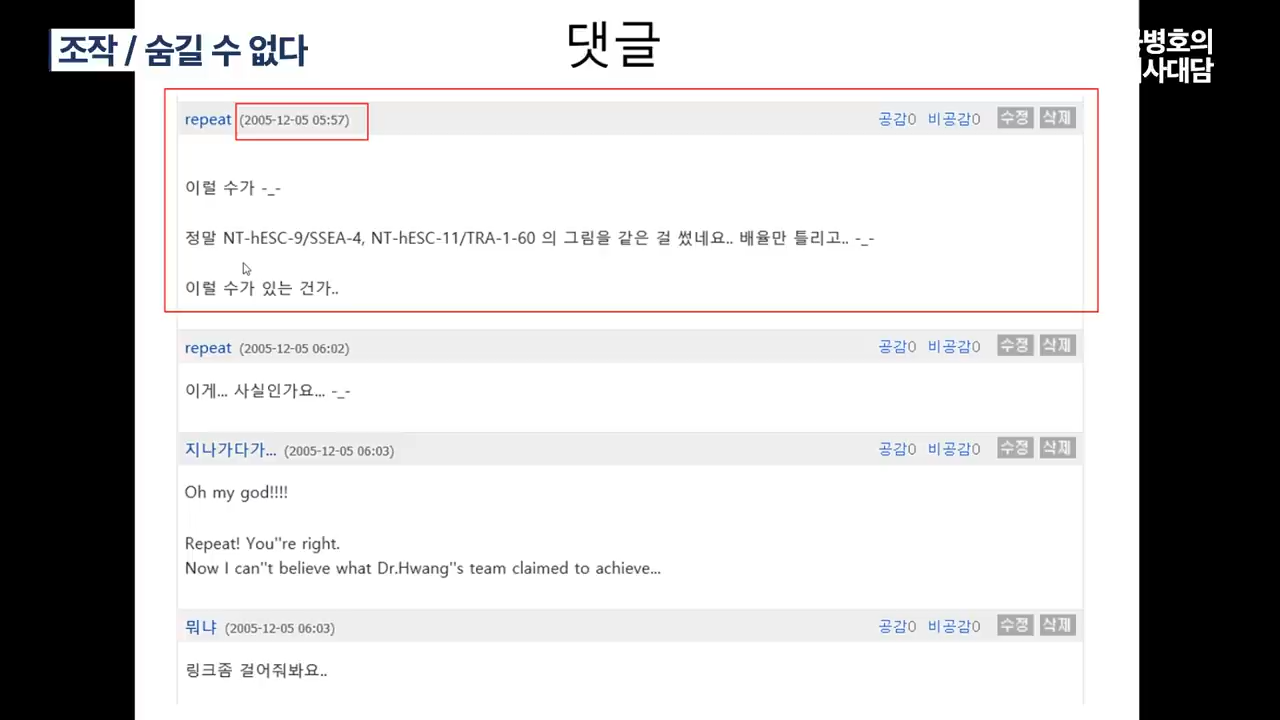 조작 / 숨길 수 없다
댓글
병호의
사대담
repeat (2005-12-05 05:57) 공감0 비공감0 수정 삭제
이럴 수가 -_-
정말 NT-hESC-9/SSEA-4, NT-hESC-11/TRA-1-60 의 그림을 같은 걸 썼네요.. 배율만 틀리고.. -_-
이럴 수가 있는 건가..
repeat (2005-12-05 06:02) 공감0 비공감0 수정 삭제
이게... 사실인가요... -_-
지나가다가... (2005-12-05 06:03) 공감0 비공감0 수정 삭제
Oh my god!!!!
Repeat! You''re right.
Now I can''t believe what Dr.Hwang''s team claimed to achieve...
뭐냐 (2005-12-05 06:03) 공감0 비공감0 수정 삭제
링크좀 걸어줘봐요..